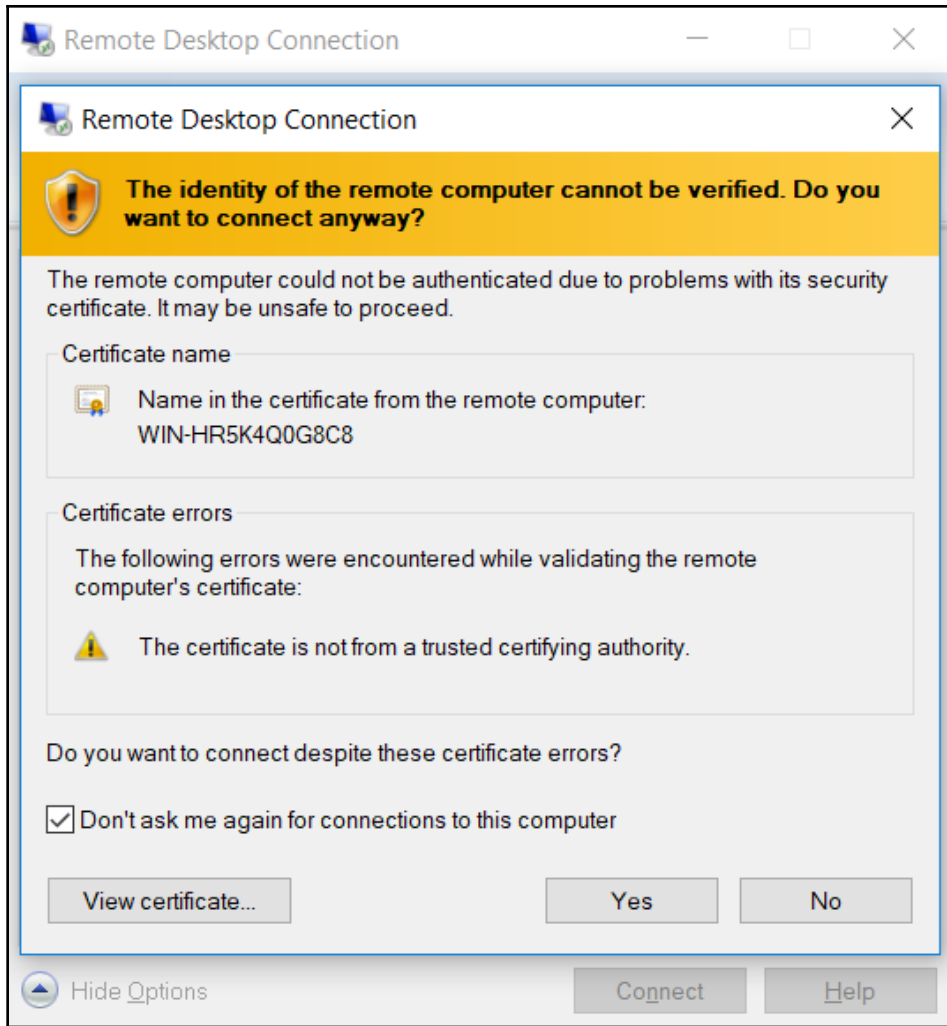 Remote Desktop Connection
Remote Desktop Connection
The identity of the remote computer cannot be verified. Do you
want to connect anyway?
The remote computer could not be authenticated due to problems with its security
certificate. It may be unsafe to proceed.
Certificate name
Name in the certificate from the remote computer:
WIN-HR5K4Q0G8C8
Certificate errors
The following errors were encountered while validating the remote
computer's certificate:
The certificate is not from a trusted certifying authority.
Do you want to connect despite these certificate errors?
Don't ask me again for connections to this computer
View certificate... Yes No
Hide Options Connect Help